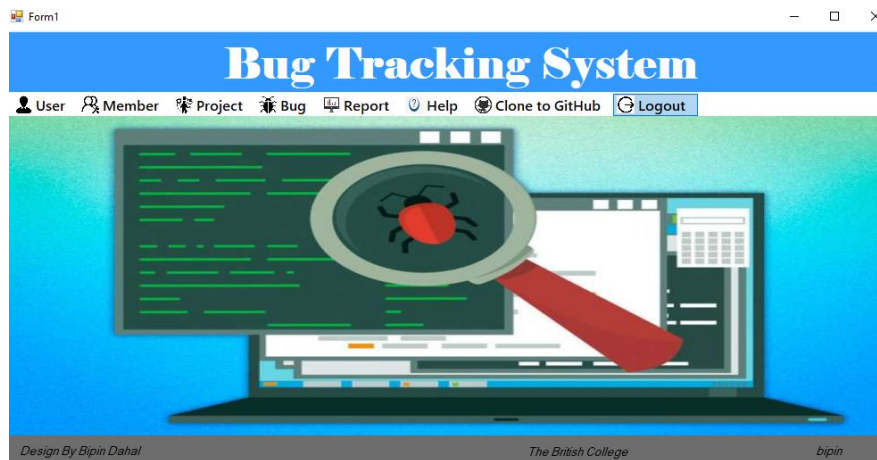 Form1
Bug Tracking System
User Member Project Bug Report Help Clone to GitHub Logout
Design By Bipin Dahal The British College bipin